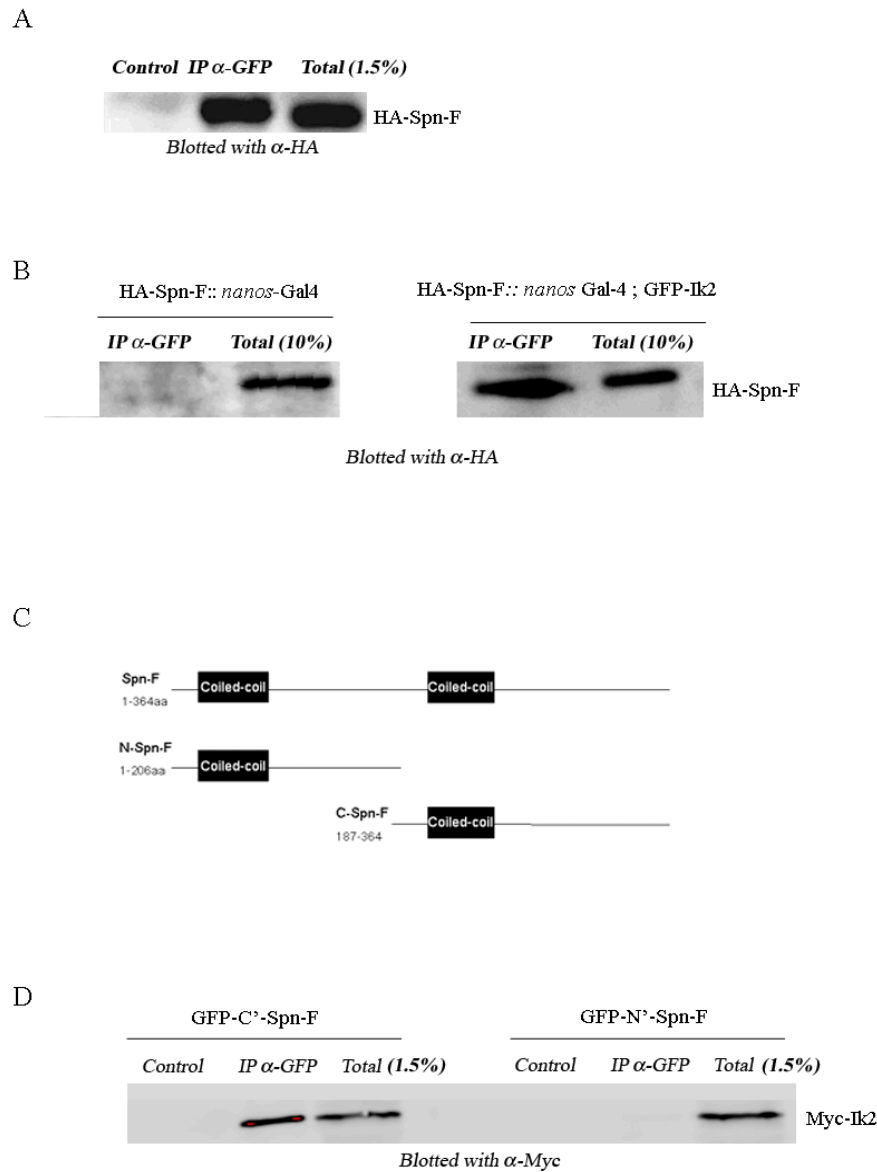 A
Control IP α-GFP Total (1.5%)
HA-Spn-F
Blotted with α-HA
B
HA-Spn-F:: nanos-Gal4
HA-Spn-F:: nanos Gal-4 ; GFP-Ik2
IP α-GFP Total (10%)
IP α-GFP Total (10%)
HA-Spn-F
Blotted with α-HA
C
Spn-F
1-364aa
Coiled-coil
Coiled-coil
N-Spn-F
1-206aa
Coiled-coil
C-Spn-F
187-364
Coiled-coil
D
GFP-C’-Spn-F
GFP-N’-Spn-F
Control IP α-GFP Total (1.5%)
Control IP α-GFP Total (1.5%)
Myc-Ik2
Blotted with α-Myc